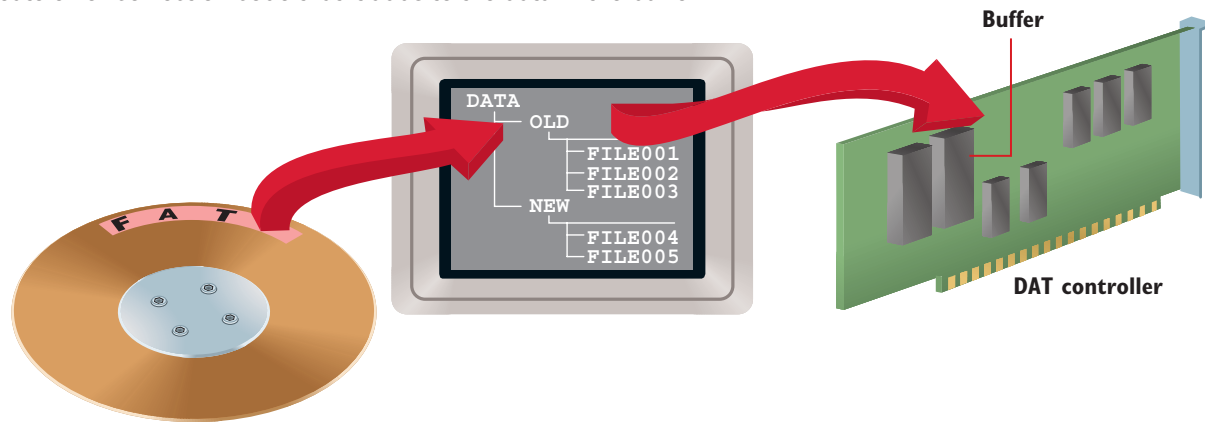 Buffer
DATA
OLD
FILE001
FILE002
FILE003
NEW
FILE004
FILE005
F A T
DAT controller